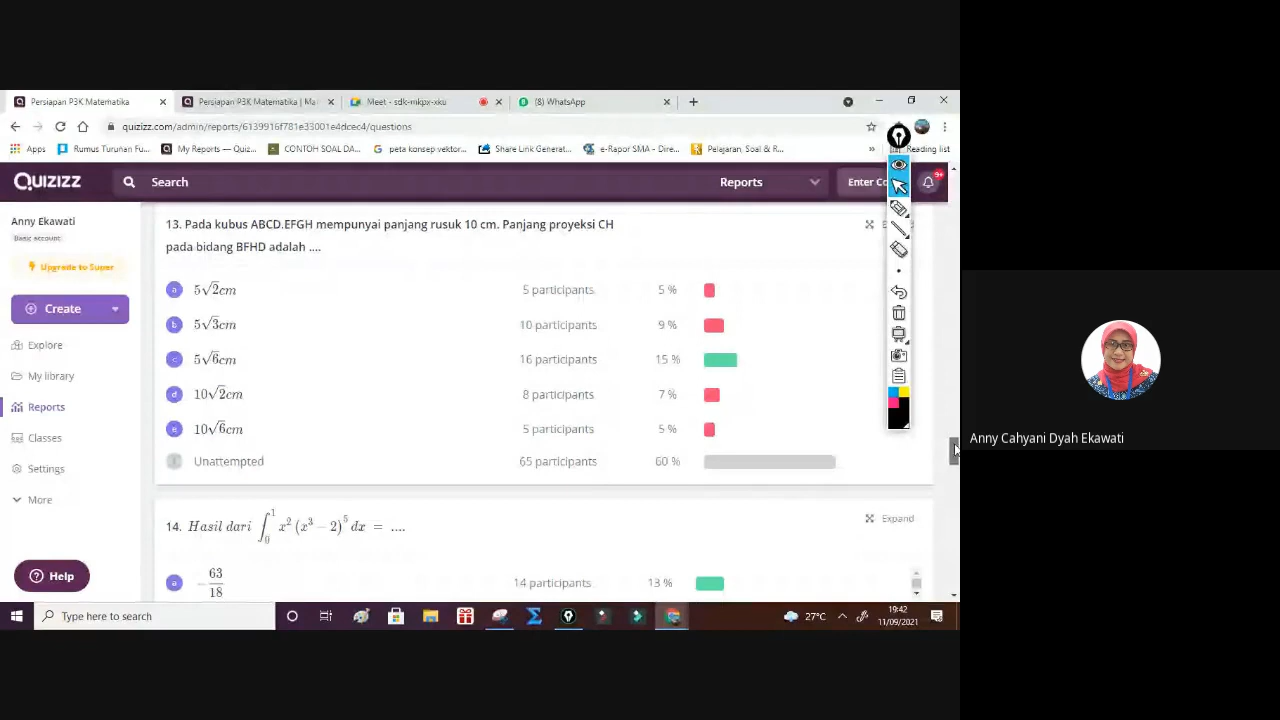 Persiapan P3K Matematika
Persiapan P3K Matematika | Ma
Meet - sdk-mkpx-xku
(8) WhatsApp
quizizz.com/admin/reports/6139916f781e33001e4dcec4/questions
Apps
Rumus Turunan Fu...
My Reports — Quiz...
CONTOH SOAL DA...
peta konsep vektor...
Share Link Generat...
e-Rapor SMA - Dire...
Pelajaran, Soal & R...
»
Reading list
QUIZIZZ
Search
Reports
Enter Co
9+
Anny Ekawati
Basic account
Upgrade to Super
Create
Explore
My library
Reports
Classes
Settings
More
Help
13. Pada kubus ABCD.EFGH mempunyai panjang rusuk 10 cm. Panjang proyeksi CH
pada bidang BFHD adalah ....
a 5√2cm 5 participants 5 %
b 5√3cm 10 participants 9 %
c 5√6cm 16 participants 15 %
d 10√2cm 8 participants 7 %
e 10√6cm 5 participants 5 %
Unattempted 65 participants 60 %
14. Hasil dari ∫₀¹ x² (x³ − 2)⁵ dx = ....
Expand
a −63/18 14 participants 13 %
Type here to search
27°C
19:42
11/09/2021
Anny Cahyani Dyah Ekawati